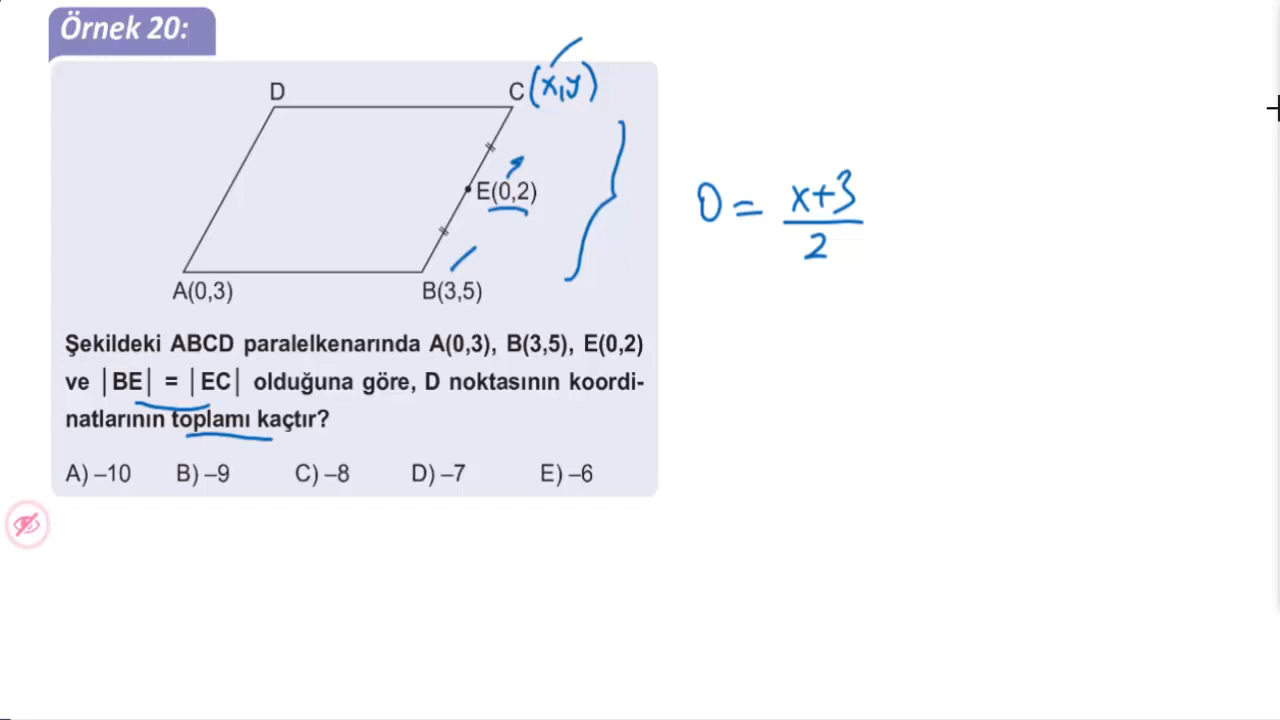 Örnek 20:
D
C (x,y)
E(0,2)
0 = x+3
2
A(0,3)
B(3,5)
Şekildeki ABCD paralelkenarında A(0,3), B(3,5), E(0,2)
ve |BE| = |EC| olduğuna göre, D noktasının koordi-
natlarının toplamı kaçtır?
A) –10 B) –9 C) –8 D) –7 E) –6